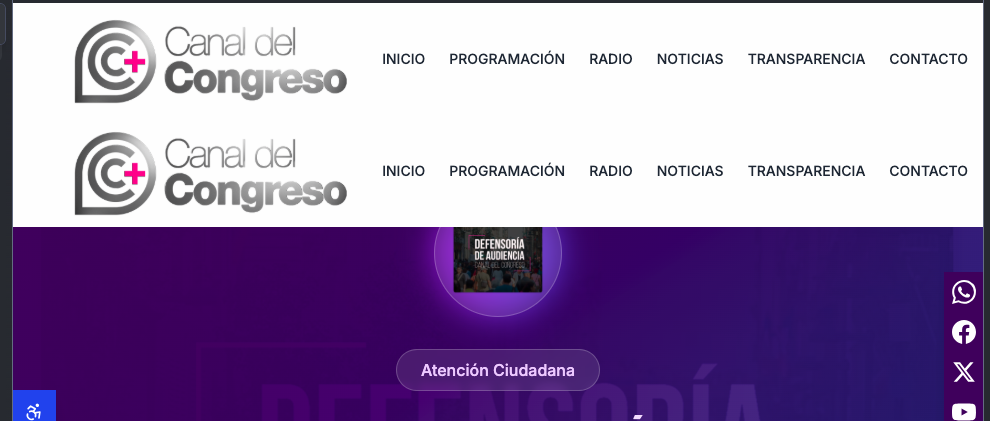 Canal del
Congreso
INICIO PROGRAMACIÓN RADIO NOTICIAS TRANSPARENCIA CONTACTO
Canal del
Congreso
INICIO PROGRAMACIÓN RADIO NOTICIAS TRANSPARENCIA CONTACTO
DEFENSORÍA
DE AUDIENCIA
CANAL DEL CONGRESO
Atención Ciudadana
DEFENSORÍA